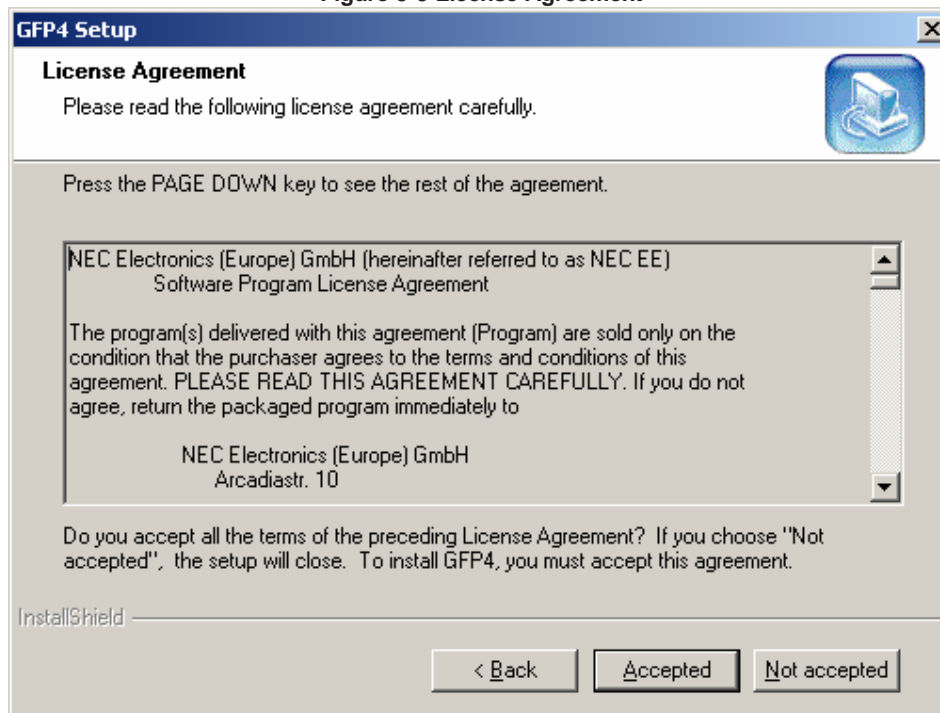 License Agreement
GFP4 Setup
License Agreement
Please read the following license agreement carefully.
Press the PAGE DOWN key to see the rest of the agreement.
NEC Electronics (Europe) GmbH (hereinafter referred to as NEC EE)
Software Program License Agreement
The program(s) delivered with this agreement (Program) are sold only on the
condition that the purchaser agrees to the terms and conditions of this
agreement. PLEASE READ THIS AGREEMENT CAREFULLY. If you do not
agree, return the packaged program immediately to
NEC Electronics (Europe) GmbH
Arcadiastr. 10
Do you accept all the terms of the preceding License Agreement? If you choose "Not
accepted", the setup will close. To install GFP4, you must accept this agreement.
InstallShield
< Back
Accepted
Not accepted